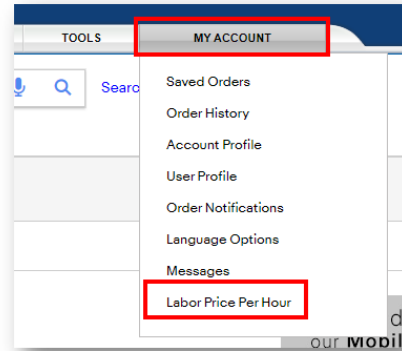 TOOLS
MY ACCOUNT
Searc
Saved Orders
Order History
Account Profile
User Profile
Order Notifications
Language Options
Messages
Labor Price Per Hour
d
our Mobil